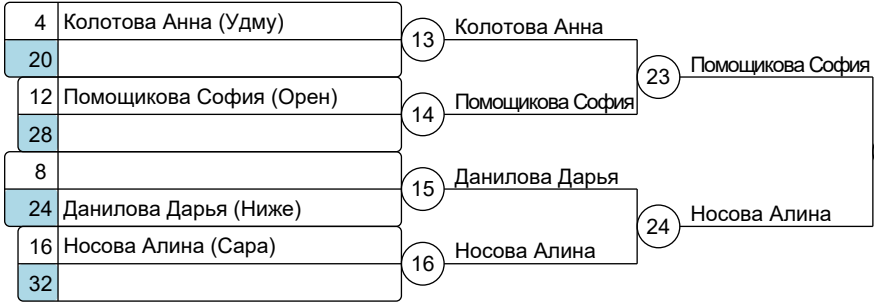 4 Колотова Анна (Удму)
20
13 Колотова Анна
12 Помощикова София (Орен)
28
14 Помощикова София
23 Помощикова София
8
24 Данилова Дарья (Ниже)
15 Данилова Дарья
16 Носова Алина (Сара)
32
16 Носова Алина
24 Носова Алина